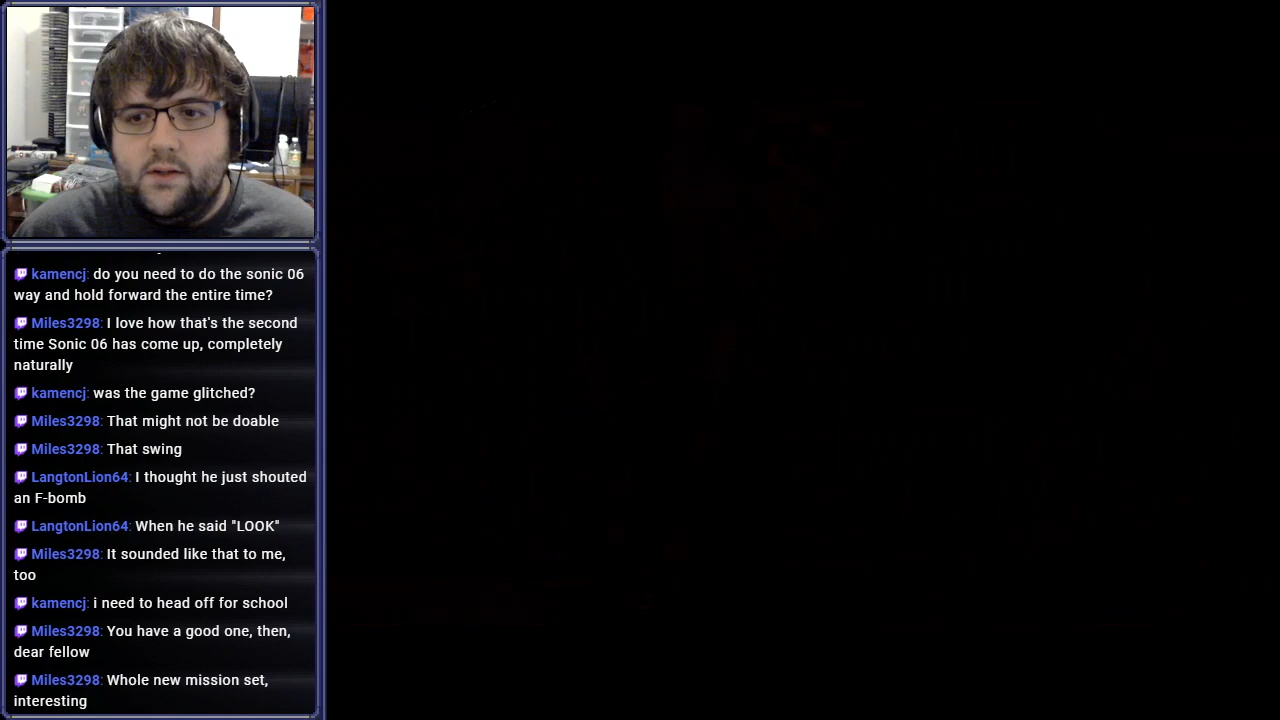 kamencj: do you need to do the sonic 06
way and hold forward the entire time?
Miles3298: I love how that's the second
time Sonic 06 has come up, completely
naturally
kamencj: was the game glitched?
Miles3298: That might not be doable
Miles3298: That swing
LangtonLion64: I thought he just shouted
an F-bomb
LangtonLion64: When he said "LOOK"
Miles3298: It sounded like that to me,
too
kamencj: i need to head off for school
Miles3298: You have a good one, then,
dear fellow
Miles3298: Whole new mission set,
interesting